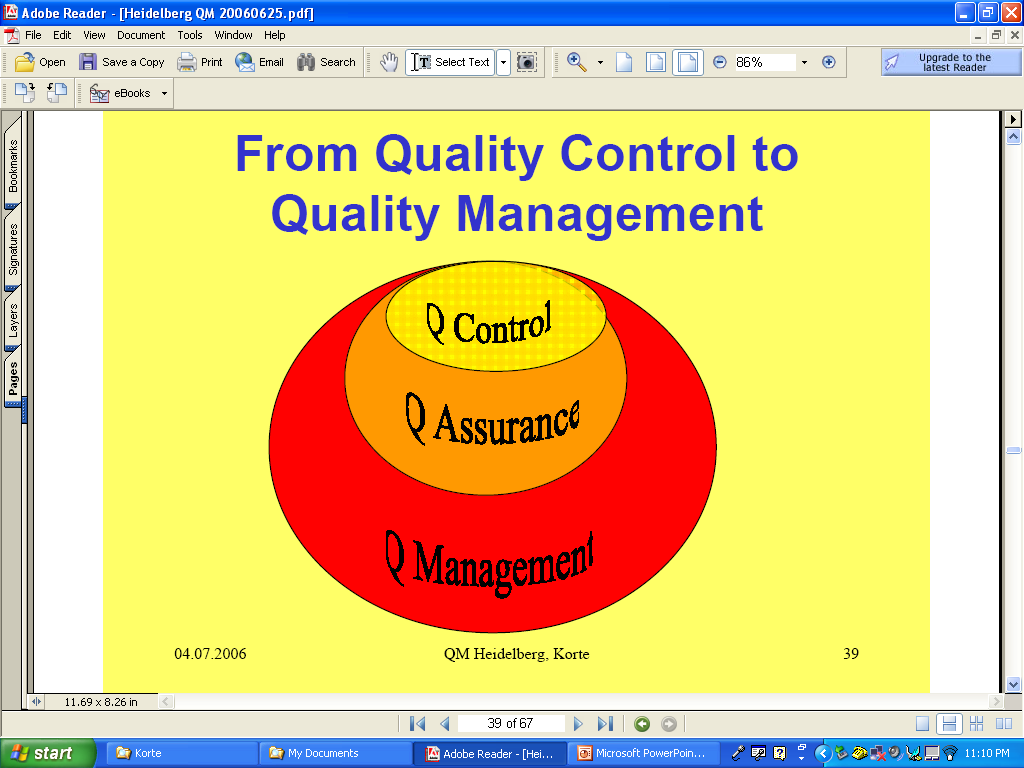 Adobe Reader - [Heidelberg QM 20060625.pdf]
File Edit View Document Tools Window Help
Open Save a Copy Print Email Search Select Text 86% Upgrade to the
latest Reader
eBooks
Bookmarks
Signatures
Layers
Pages
From Quality Control to
Quality Management
Q Control
Q Assurance
Q Management
04.07.2006 QM Heidelberg, Korte 39
11.69 x 8.26 in
39 of 67
start Korte My Documents Adobe Reader - [Hei... Microsoft PowerPoin... 11:10 PM